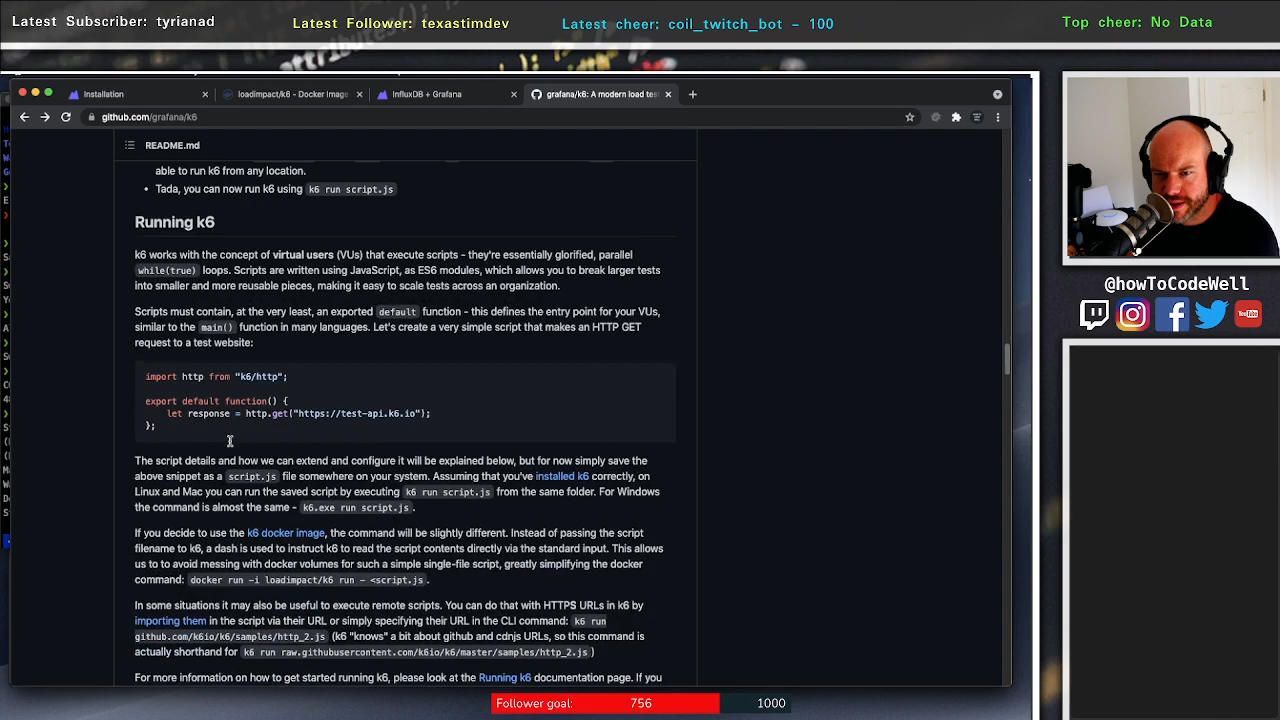 Latest Subscriber: tyrianad
Latest Follower: texastimdev
Latest cheer: coil_twitch_bot - 100
Top cheer: No Data
Installation
loadimpact/k6 - Docker Image
InfluxDB + Grafana
grafana/k6: A modern load tes
github.com/grafana/k6
README.md
able to run k6 from any location.
• Tada, you can now run k6 using k6 run script.js
Running k6
k6 works with the concept of virtual users (VUs) that execute scripts - they're essentially glorified, parallel
while(true) loops. Scripts are written using JavaScript, as ES6 modules, which allows you to break larger tests
into smaller and more reusable pieces, making it easy to scale tests across an organization.
Scripts must contain, at the very least, an exported default function - this defines the entry point for your VUs,
similar to the main() function in many languages. Let's create a very simple script that makes an HTTP GET
request to a test website:
import http from "k6/http";
export default function() {
let response = http.get("https://test-api.k6.io");
};
The script details and how we can extend and configure it will be explained below, but for now simply save the
above snippet as a script.js file somewhere on your system. Assuming that you've installed k6 correctly, on
Linux and Mac you can run the saved script by executing k6 run script.js from the same folder. For Windows
the command is almost the same - k6.exe run script.js.
If you decide to use the k6 docker image, the command will be slightly different. Instead of passing the script
filename to k6, a dash is used to instruct k6 to read the script contents directly via the standard input. This allows
us to to avoid messing with docker volumes for such a simple single-file script, greatly simplifying the docker
command: docker run -i loadimpact/k6 run - <script.js.
In some situations it may also be useful to execute remote scripts. You can do that with HTTPS URLs in k6 by
importing them in the script via their URL or simply specifying their URL in the CLI command: k6 run
github.com/k6io/k6/samples/http_2.js (k6 "knows" a bit about github and cdnjs URLs, so this command is
actually shorthand for k6 run raw.githubusercontent.com/k6io/k6/master/samples/http_2.js)
For more information on how to get started running k6, please look at the Running k6 documentation page. If you
@howToCodeWell
YouTube
Follower goal: 756 1000